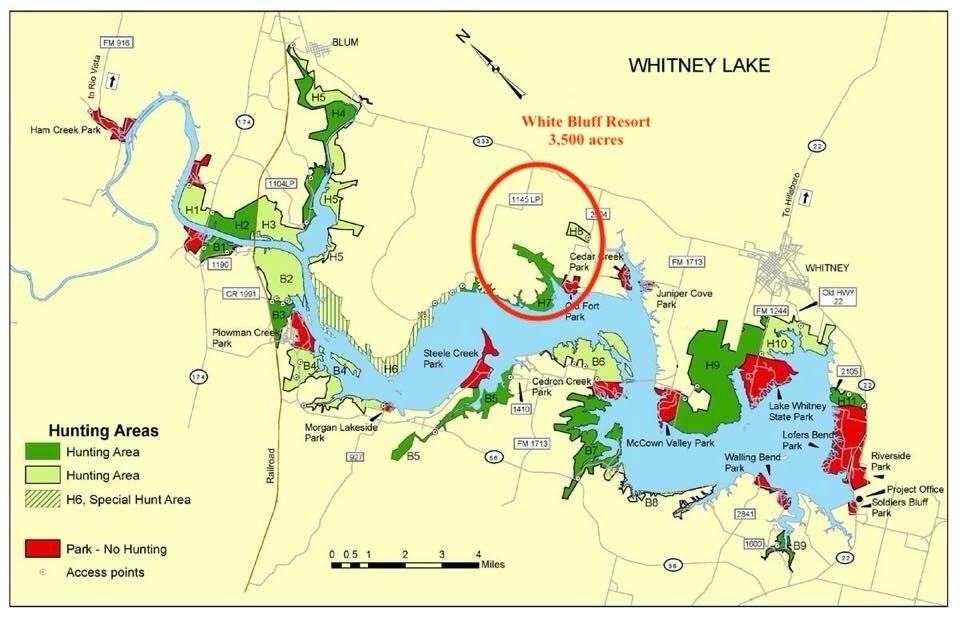 WHITNEY LAKE
N
White Bluff Resort
3,500 acres
FM 916
to Rio Vista
BLUM
Ham Creek Park
174
H5
H4
933
22
1104LP
1145 LP
To Hillsboro
H1
H2
H3
H5
H8
B1
H5
1190
Cedar Creek
Park
FM 1713
WHITNEY
B2
CR 1991
Juniper Cove
Park
Old HWY
22
H7
Old Fort
Park
FM 1244
B3
Plowman Creek
Park
H10
Steele Creek
Park
B6
H9
B4
B4
H6
2105
174
22
Cedron Creek
Park
H11
B5
1410
Lake Whitney
State Park
Morgan Lakeside
Park
McCown Valley Park
Lofers Bend
Park
FM 1713
Hunting Areas
Hunting Area
Hunting Area
H6, Special Hunt Area
Park - No Hunting
Access points
Railroad
927
B5
56
B7
Walling Bend
Park
Riverside
Park
Project Office
Soldiers Bluff
Park
B8
2841
1600
B9
22
56
0 0.5 1 2 3 4
Miles